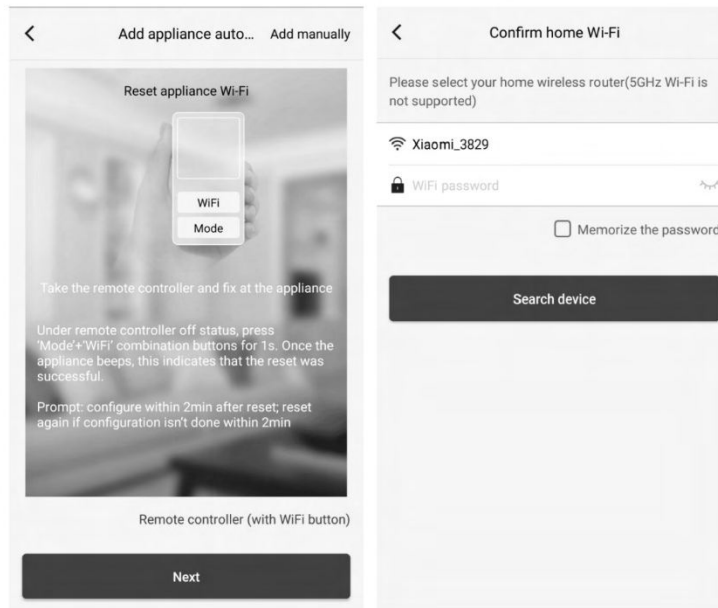 Add appliance auto... Add manually
Reset appliance Wi-Fi
WiFi
Mode
Take the remote controller and fix at the appliance
Under remote controller off status, press
'Mode'+'WiFi' combination buttons for 1s. Once the
appliance beeps, this indicates that the reset was
successful.
Prompt: configure within 2min after reset; reset
again if configuration isn't done within 2min
Remote controller (with WiFi button)
Next
Confirm home Wi-Fi
Please select your home wireless router(5GHz Wi-Fi is
not supported)
Xiaomi_3829
WiFi password
Memorize the password
Search device